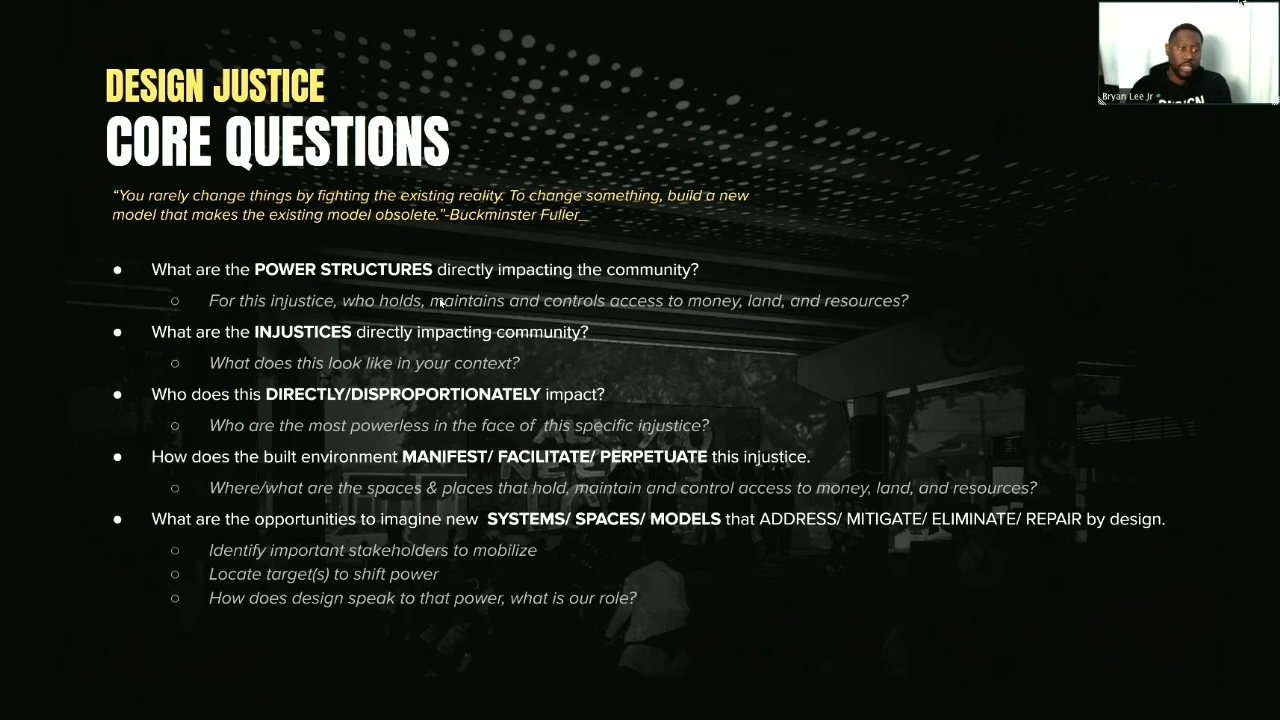 DESIGN JUSTICE
CORE QUESTIONS
“You rarely change things by fighting the existing reality. To change something, build a new
model that makes the existing model obsolete.”-Buckminster Fuller_
● What are the POWER STRUCTURES directly impacting the community?
○ For this injustice, who holds, maintains and controls access to money, land, and resources?
● What are the INJUSTICES directly impacting community?
○ What does this look like in your context?
● Who does this DIRECTLY/DISPROPORTIONATELY impact?
○ Who are the most powerless in the face of this specific injustice?
● How does the built environment MANIFEST/ FACILITATE/ PERPETUATE this injustice.
○ Where/what are the spaces & places that hold, maintain and control access to money, land, and resources?
● What are the opportunities to imagine new SYSTEMS/ SPACES/ MODELS that ADDRESS/ MITIGATE/ ELIMINATE/ REPAIR by design.
○ Identify important stakeholders to mobilize
○ Locate target(s) to shift power
○ How does design speak to that power, what is our role?
Bryan Lee Jr